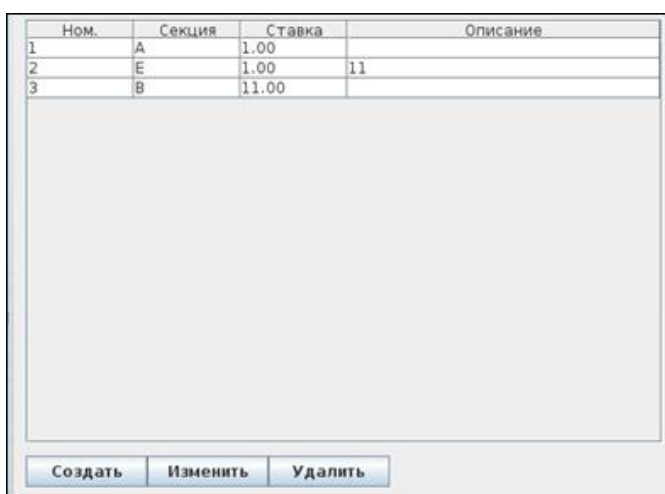 Ном. Секция Ставка Описание
1 A 1.00
2 E 1.00 11
3 B 11.00
Создать Изменить Удалить